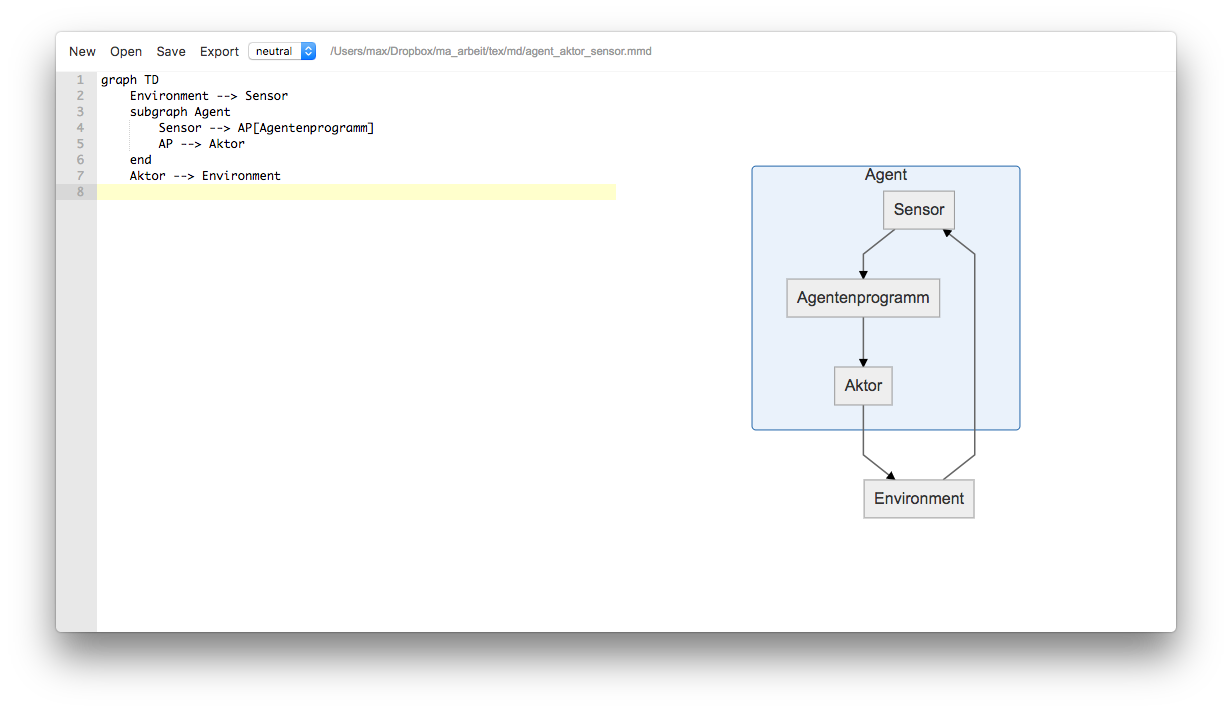 New Open Save Export neutral /Users/max/Dropbox/ma_arbeit/tex/md/agent_aktor_sensor.mmd
1 graph TD
2 Environment --> Sensor
3 subgraph Agent
4 Sensor --> AP[Agentenprogramm]
5 AP --> Aktor
6 end
7 Aktor --> Environment
8
Agent
Sensor
Agentenprogramm
Aktor
Environment